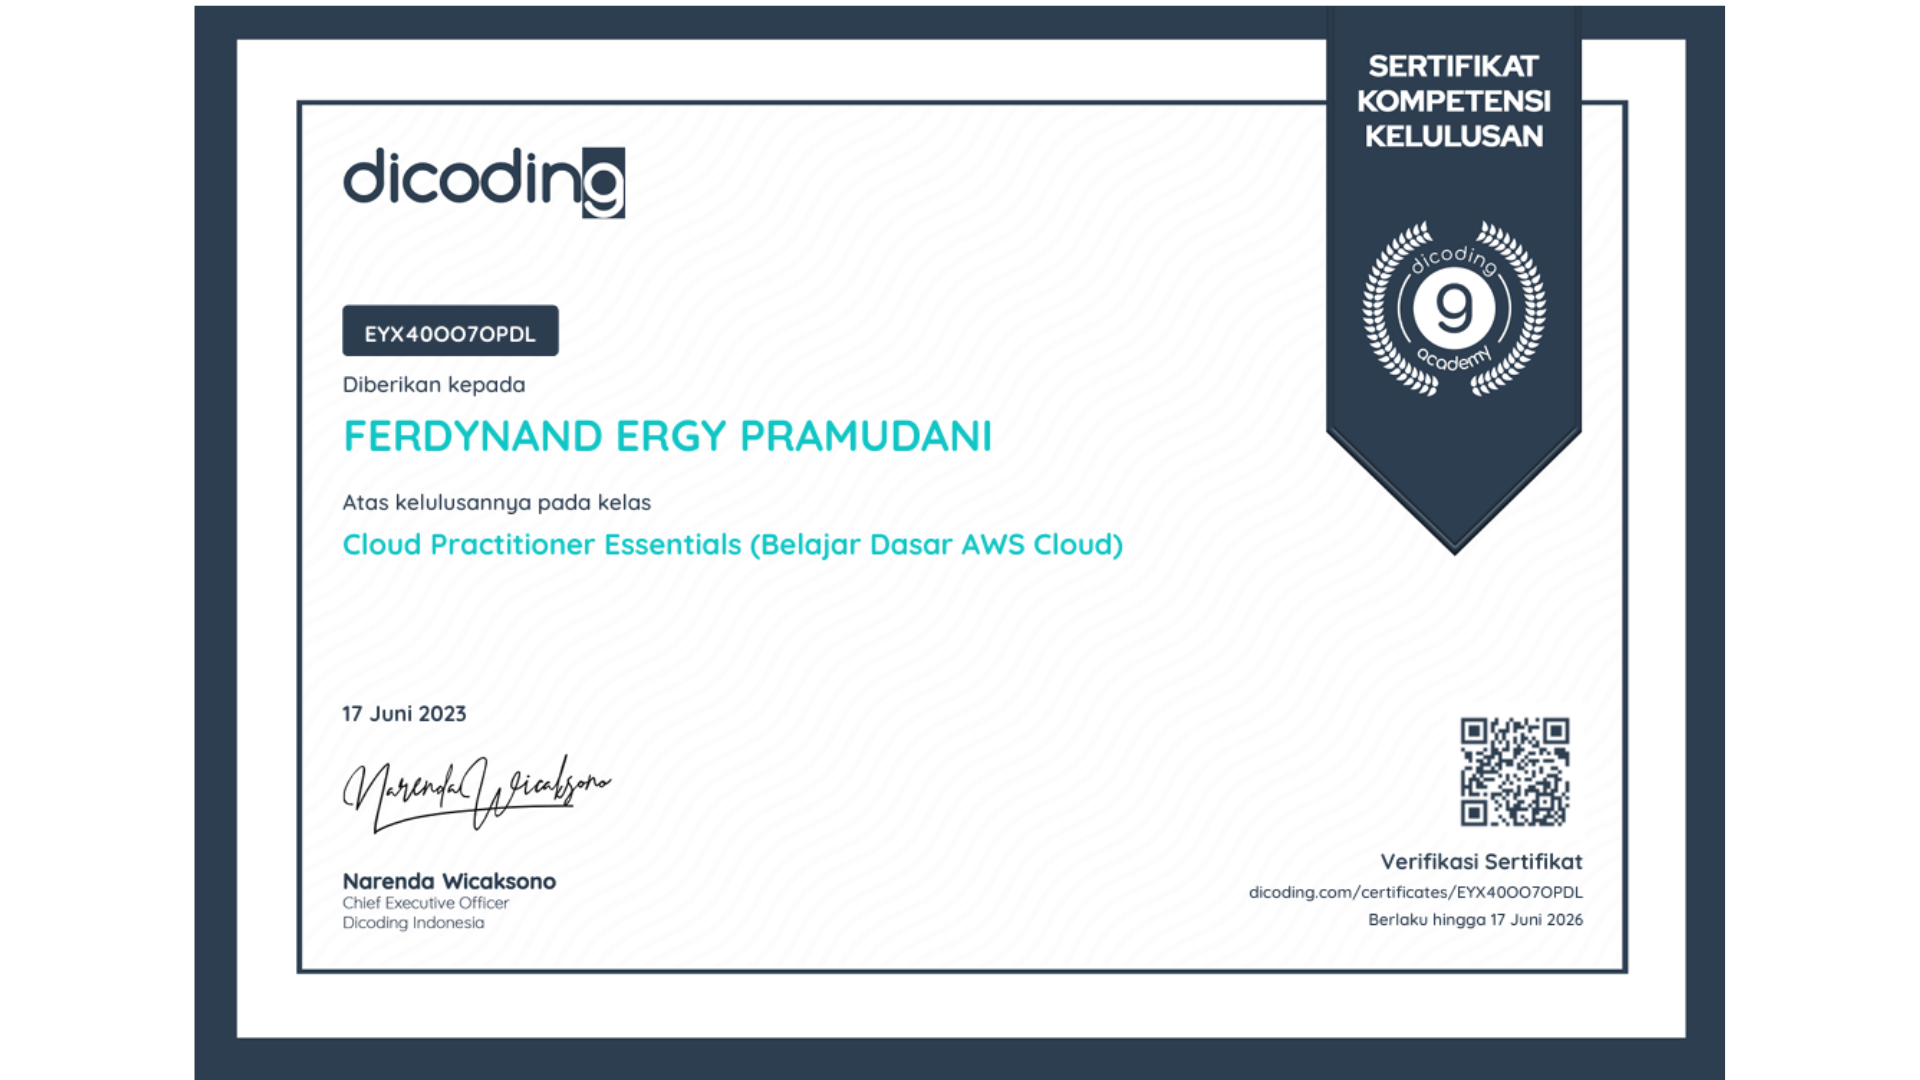 SERTIFIKAT
KOMPETENSI
KELULUSAN
dicoding
dicoding
9
academy
EYX40OO7OPDL
Diberikan kepada
FERDYNAND ERGY PRAMUDANI
Atas kelulusannya pada kelas
Cloud Practitioner Essentials (Belajar Dasar AWS Cloud)
17 Juni 2023
Narenda Wicaksono
Narenda Wicaksono
Chief Executive Officer
Dicoding Indonesia
Verifikasi Sertifikat
dicoding.com/certificates/EYX40OO7OPDL
Berlaku hingga 17 Juni 2026